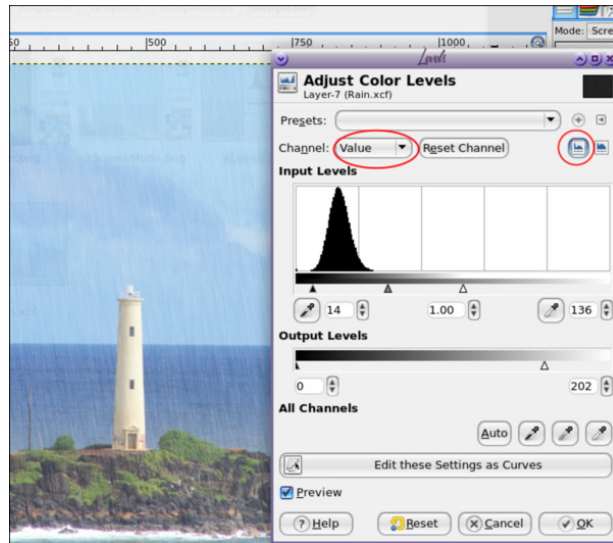 50
500
750
1000
Mode: Scre
Levels
Adjust Color Levels
Layer-7 (Rain.xcf)
Presets:
Channel: Value Reset Channel
Input Levels
14 1.00 136
Output Levels
0 202
All Channels
Auto
Edit these Settings as Curves
Preview
Help Reset Cancel OK